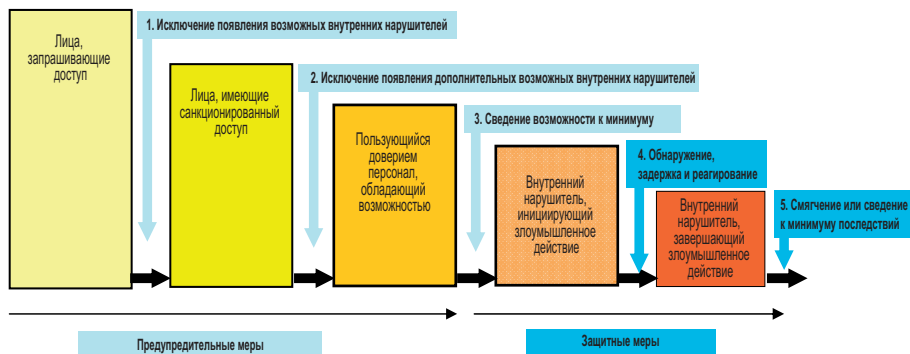 1. Исключение появления возможных внутренних нарушителей
Лица,
запрашивающие
доступ
2. Исключение появления дополнительных возможных внутренних нарушителей
Лица, имеющие
санкционированный
доступ
3. Сведение возможности к минимуму
Пользующийся
доверием
персонал,
обладающий
возможностью
4. Обнаружение,
задержка и реагирование
Внутренний
нарушитель,
инициирующий
злоумышленное
действие
5. Смягчение или сведение
к минимуму последствий
Внутренний
нарушитель,
завершающий
злоумышленное
действие
Предупредительные меры
Защитные меры